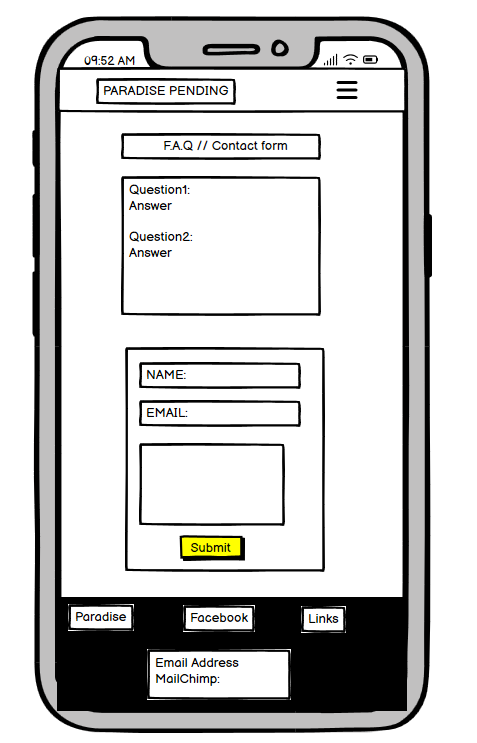 09:52 AM
PARADISE PENDING
F.A.Q // Contact form
Question1:
Answer
Question2:
Answer
NAME:
EMAIL:
Submit
Paradise
Facebook
Links
Email Address
MailChimp: